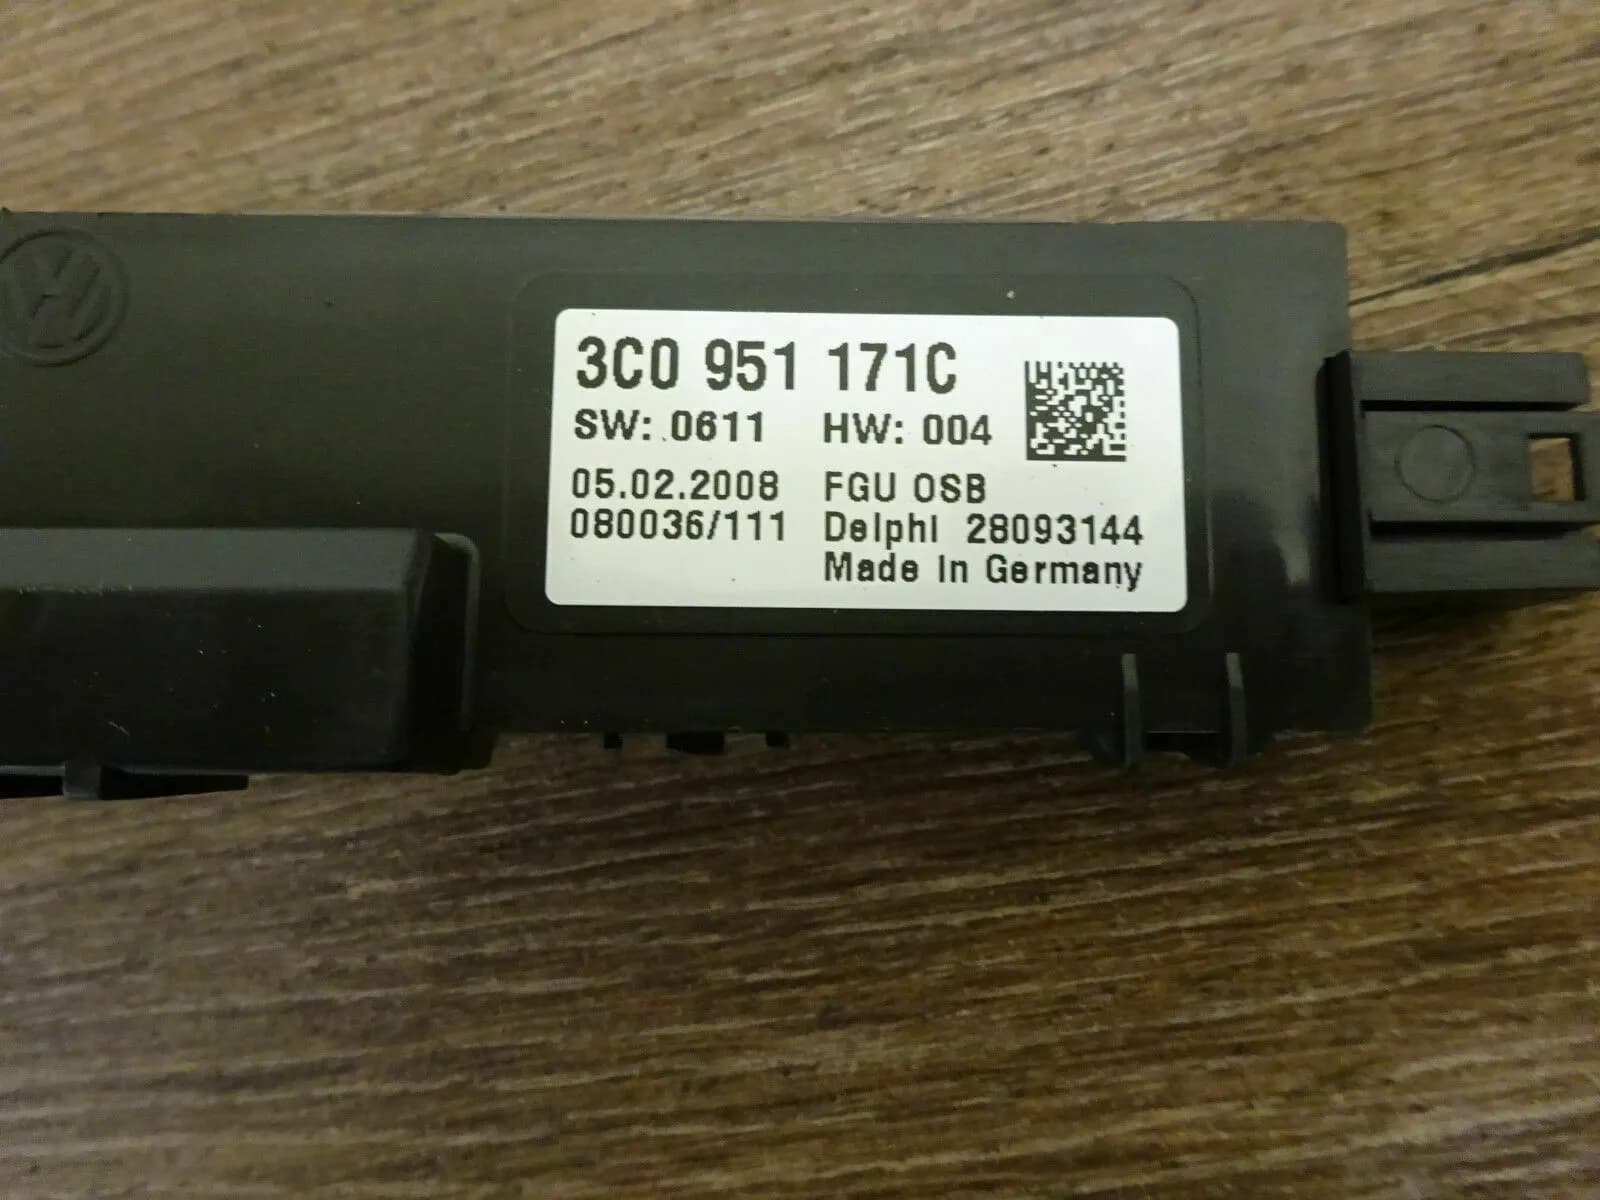 3C0 951 171C
SW: 0611 HW: 004
05.02.2008 FGU OSB
080036/111 Delphi 28093144
Made In Germany